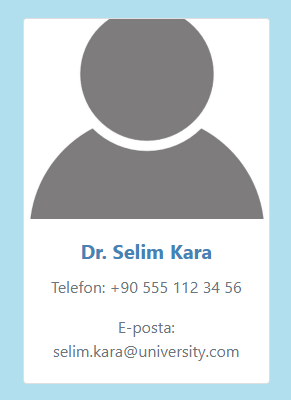 Dr. Selim Kara
Telefon: +90 555 112 34 56
E-posta:
selim.kara@university.com